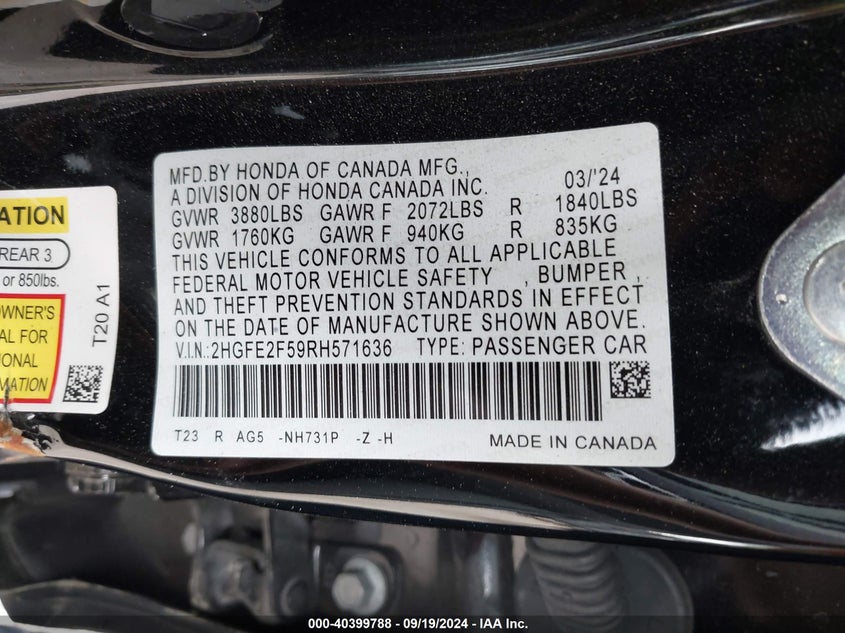 MFD.BY HONDA OF CANADA MFG.,
A DIVISION OF HONDA CANADA INC. 03/'24
GVWR 3880LBS GAWR F 2072LBS R 1840LBS
GVWR 1760KG GAWR F 940KG R 835KG
THIS VEHICLE CONFORMS TO ALL APPLICABLE
FEDERAL MOTOR VEHICLE SAFETY , BUMPER ,
AND THEFT PREVENTION STANDARDS IN EFFECT
ON THE DATE OF MANUFACTURE SHOWN ABOVE.
V.I.N:2HGFE2F59RH571636 TYPE: PASSENGER CAR
T23 R AG5 -NH731P -Z -H MADE IN CANADA
ATION
REAR 3
or 850lbs.
OWNER'S
AL FOR
IONAL
MATION
T20 A1
000-40399788 - 09/19/2024 - IAA Inc.